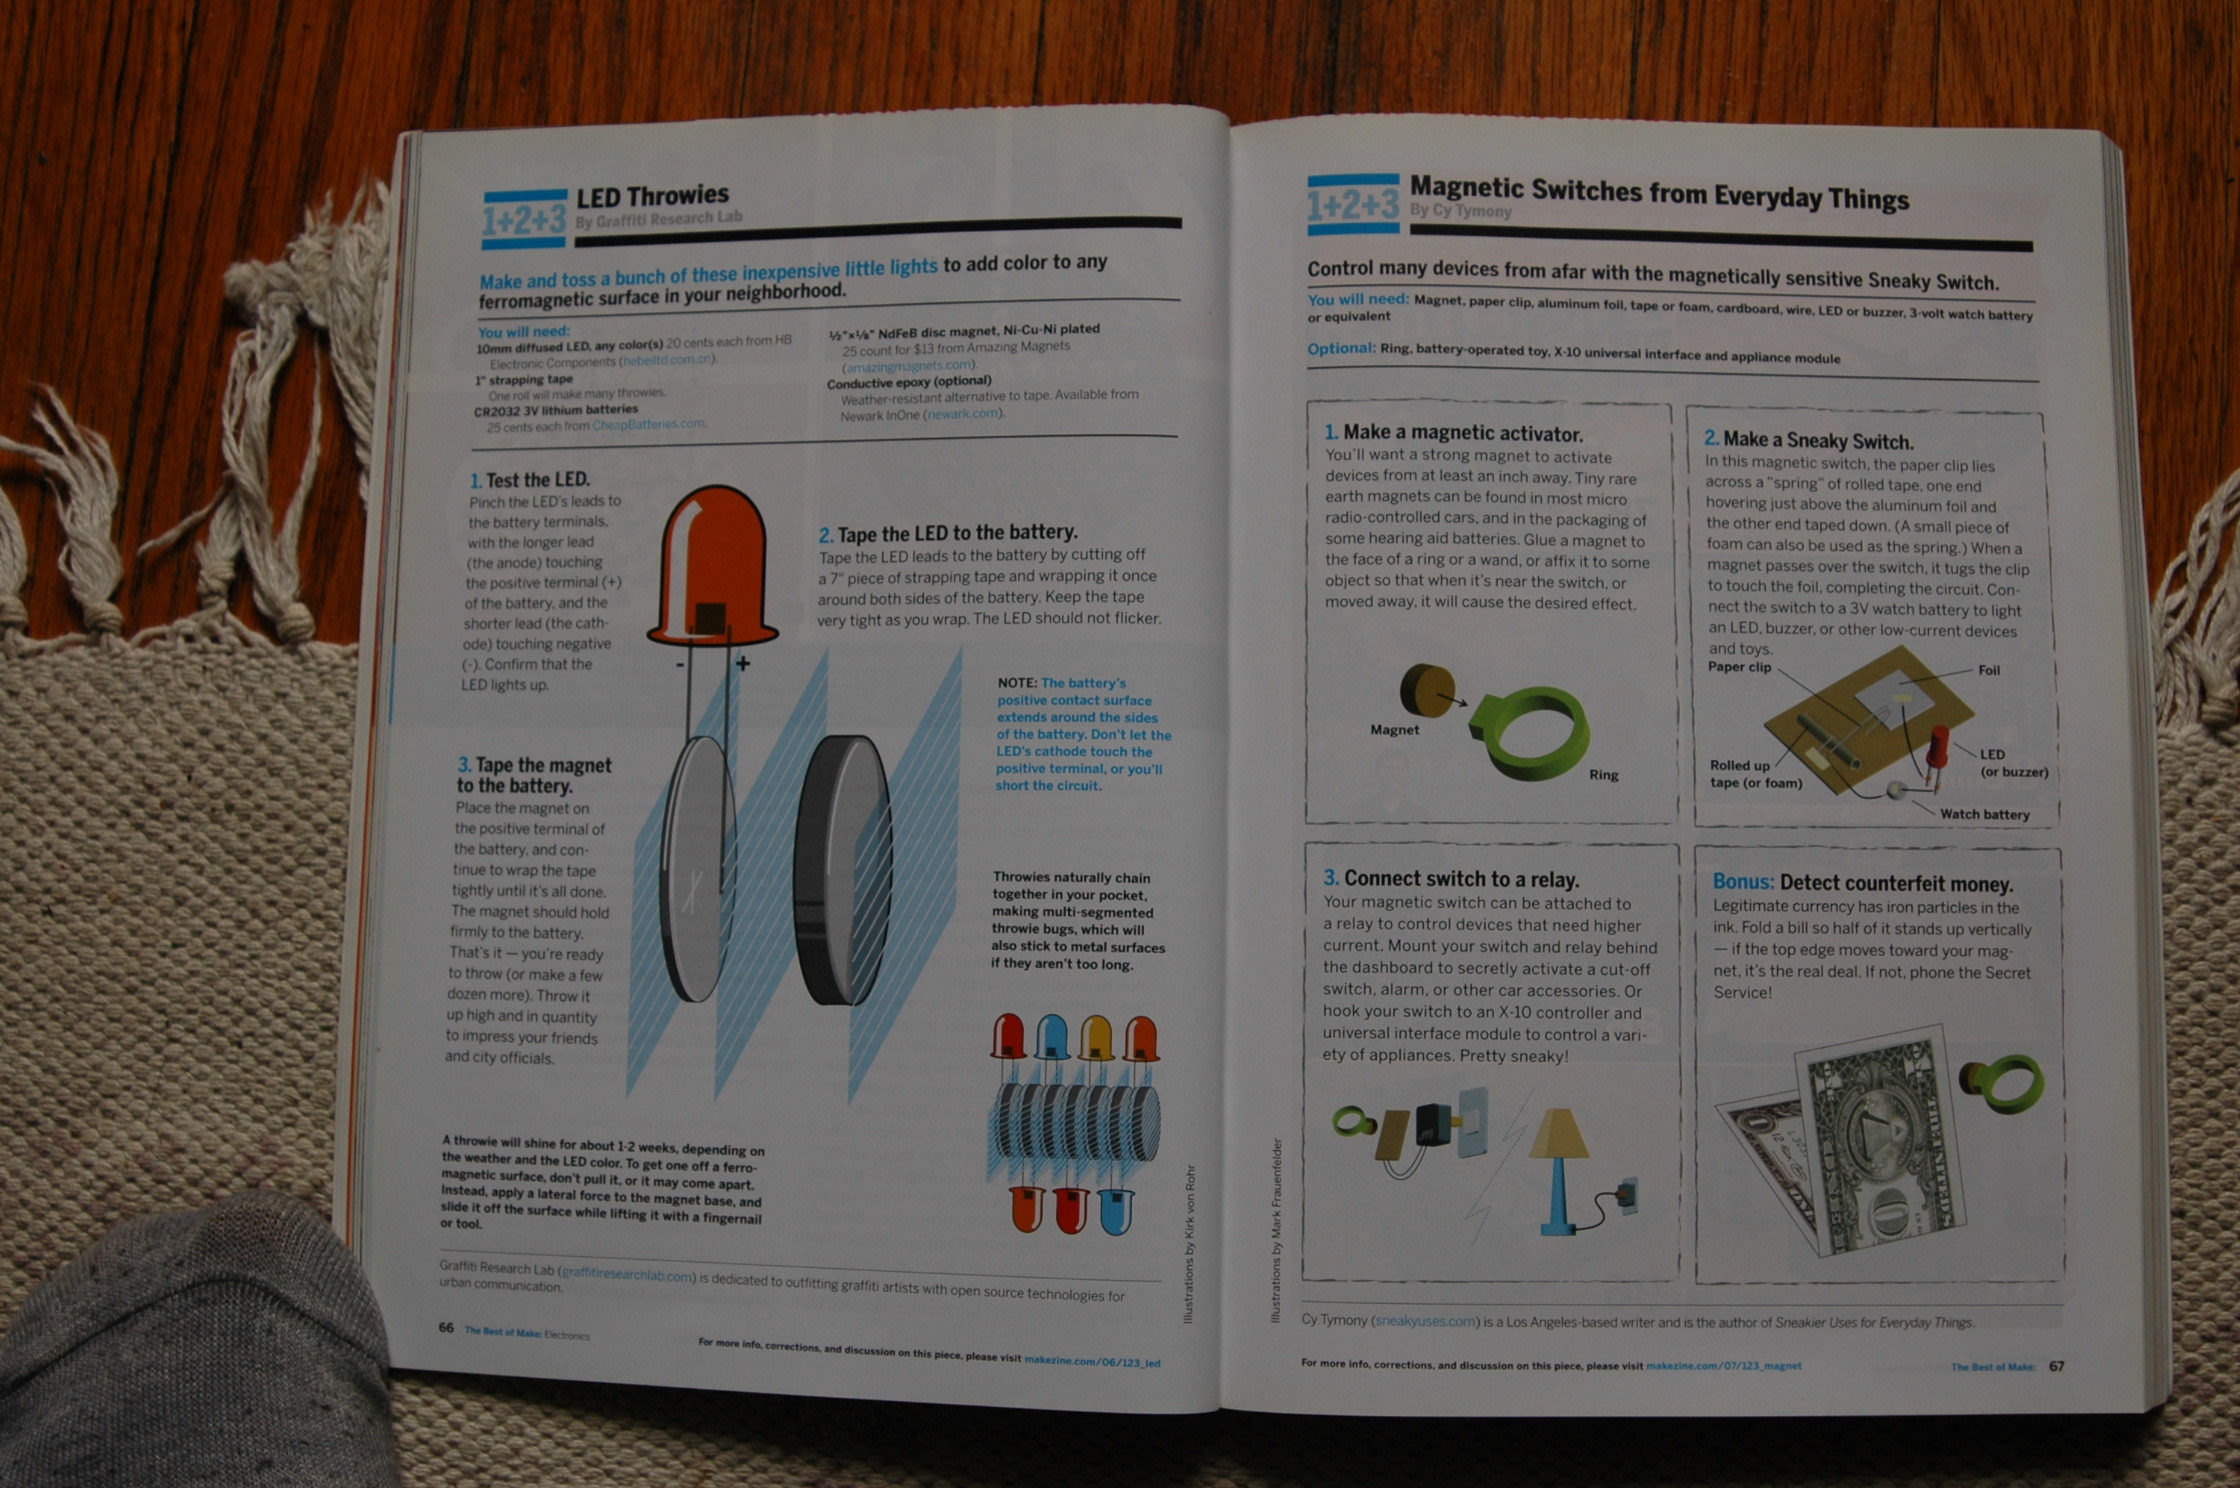 1+2+3
LED Throwies
By Graffiti Research Lab
Make and toss a bunch of these inexpensive little lights to add color to any
ferromagnetic surface in your neighborhood.
You will need:
10mm diffused LED, any color(s) 20 cents each from HB
Electronic Components (hebeiltd.com.cn).
1" strapping tape
One roll will make many throwies.
CR2032 3V lithium batteries
25 cents each from CheapBatteries.com.
½"×⅛" NdFeB disc magnet, Ni-Cu-Ni plated
25 count for $13 from Amazing Magnets
(amazingmagnets.com).
Conductive epoxy (optional)
Weather-resistant alternative to tape. Available from
Newark InOne (newark.com).
1. Test the LED.
Pinch the LED's leads to
the battery terminals,
with the longer lead
(the anode) touching
the positive terminal (+)
of the battery, and the
shorter lead (the cath-
ode) touching negative
(-). Confirm that the
LED lights up.
- +
2. Tape the LED to the battery.
Tape the LED leads to the battery by cutting off
a 7" piece of strapping tape and wrapping it once
around both sides of the battery. Keep the tape
very tight as you wrap. The LED should not flicker.
NOTE: The battery's
positive contact surface
extends around the sides
of the battery. Don't let the
LED's cathode touch the
positive terminal, or you'll
short the circuit.
3. Tape the magnet
to the battery.
Place the magnet on
the positive terminal of
the battery, and con-
tinue to wrap the tape
tightly until it's all done.
The magnet should hold
firmly to the battery.
That's it — you're ready
to throw (or make a few
dozen more). Throw it
up high and in quantity
to impress your friends
and city officials.
Throwies naturally chain
together in your pocket,
making multi-segmented
throwie bugs, which will
also stick to metal surfaces
if they aren't too long.
A throwie will shine for about 1-2 weeks, depending on
the weather and the LED color. To get one off a ferro-
magnetic surface, don't pull it, or it may come apart.
Instead, apply a lateral force to the magnet base, and
slide it off the surface while lifting it with a fingernail
or tool.
Illustrations by Kirk von Rohr
Graffiti Research Lab (graffitiresearchlab.com) is dedicated to outfitting graffiti artists with open source technologies for
urban communication.
For more info, corrections, and discussion on this piece, please visit makezine.com/06/123_led
66 The Best of Make: Electronics
1+2+3
Magnetic Switches from Everyday Things
By Cy Tymony
Control many devices from afar with the magnetically sensitive Sneaky Switch.
You will need: Magnet, paper clip, aluminum foil, tape or foam, cardboard, wire, LED or buzzer, 3-volt watch battery
or equivalent
Optional: Ring, battery-operated toy, X-10 universal interface and appliance module
1. Make a magnetic activator.
You'll want a strong magnet to activate
devices from at least an inch away. Tiny rare
earth magnets can be found in most micro
radio-controlled cars, and in the packaging of
some hearing aid batteries. Glue a magnet to
the face of a ring or a wand, or affix it to some
object so that when it's near the switch, or
moved away, it will cause the desired effect.
Magnet
Ring
2. Make a Sneaky Switch.
In this magnetic switch, the paper clip lies
across a "spring" of rolled tape, one end
hovering just above the aluminum foil and
the other end taped down. (A small piece of
foam can also be used as the spring.) When a
magnet passes over the switch, it tugs the clip
to touch the foil, completing the circuit. Con-
nect the switch to a 3V watch battery to light
an LED, buzzer, or other low-current devices
and toys.
Paper clip
Foil
LED
(or buzzer)
Rolled up
tape (or foam)
Watch battery
3. Connect switch to a relay.
Your magnetic switch can be attached to
a relay to control devices that need higher
current. Mount your switch and relay behind
the dashboard to secretly activate a cut-off
switch, alarm, or other car accessories. Or
hook your switch to an X-10 controller and
universal interface module to control a vari-
ety of appliances. Pretty sneaky!
Bonus: Detect counterfeit money.
Legitimate currency has iron particles in the
ink. Fold a bill so half of it stands up vertically
— if the top edge moves toward your mag-
net, it's the real deal. If not, phone the Secret
Service!
THE UNITED
ONE
Illustrations by Mark Frauenfelder
Cy Tymony (sneakyuses.com) is a Los Angeles-based writer and is the author of Sneakier Uses for Everyday Things.
For more info, corrections, and discussion on this piece, please visit makezine.com/07/123_magnet
The Best of Make: 67